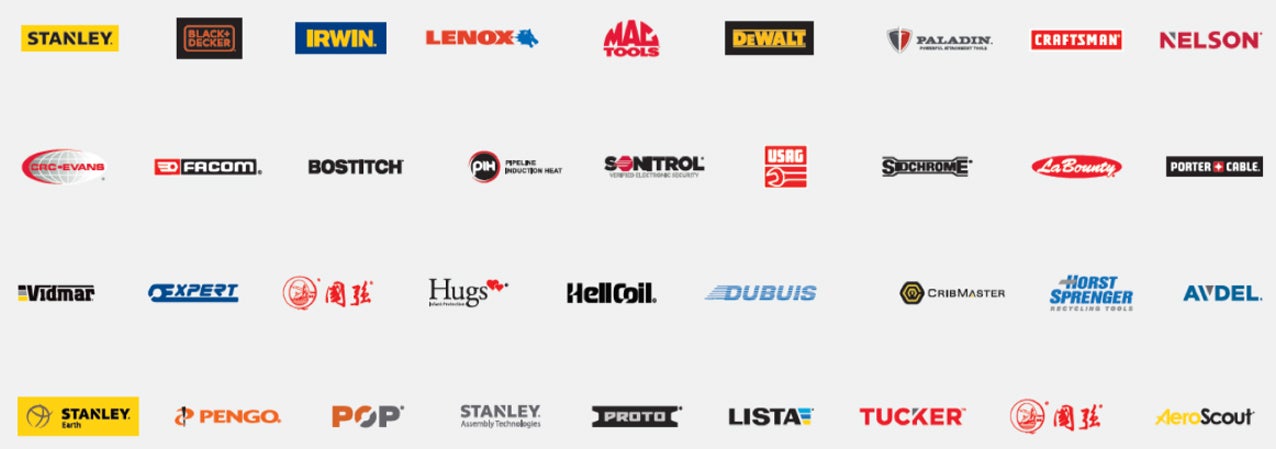 STANLEY.
BLACK+
DECKER
IRWIN.
LENOX
MAC
TOOLS
DEWALT
PALADIN.
POWERFUL ATTACHMENT TOOLS
CRAFTSMAN
NELSON
CRC-EVANS
FACOM
BOSTITCH
PIH
PIPELINE
INDUCTION HEAT
SONITROL
VERIFIED ELECTRONIC SECURITY
USAG
SIDCHROME
LaBounty
PORTER CABLE.
Vidmar
EXPERT
國強
Hugs
Infant Protection
HeliCoil
DUBUIS
CRIBMASTER
HORST
SPRENGER
RECYCLING TOOLS
AVDEL
STANLEY.
Earth
PENGO
POP
STANLEY.
Assembly Technologies
PROTO
LISTA
TUCKER
國強
AeroScout